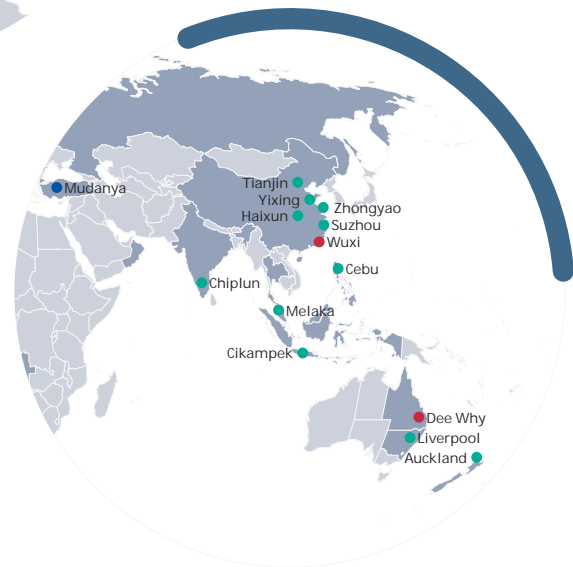 Tianjin
Mudanya
Yixing
Zhongyao
Haixun
Suzhou
Wuxi
Cebu
Chiplun
Melaka
Cikampek
Dee Why
Liverpool
Auckland